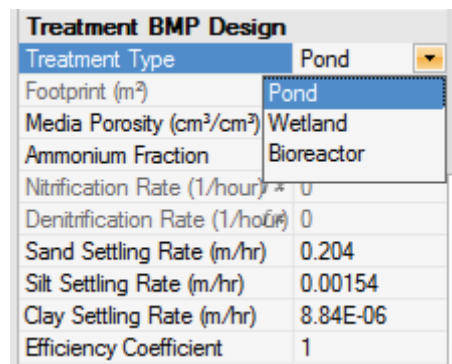 Treatment BMP Design
Treatment Type Pond
Footprint (m²) Pond
Media Porosity (cm³/cm³) Wetland
Ammonium Fraction Bioreactor
Nitrification Rate (1/hour) 0
Denitrification Rate (1/hour) 0
Sand Settling Rate (m/hr) 0.204
Silt Settling Rate (m/hr) 0.00154
Clay Settling Rate (m/hr) 8.84E-06
Efficiency Coefficient 1